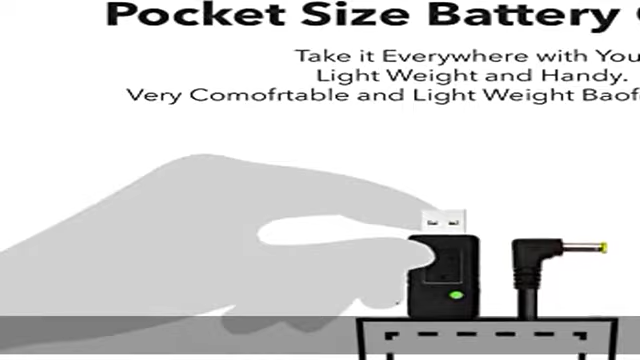 Pocket Size Battery
Take it Everywhere with You
Light Weight and Handy.
Very Comofrtable and Light Weight